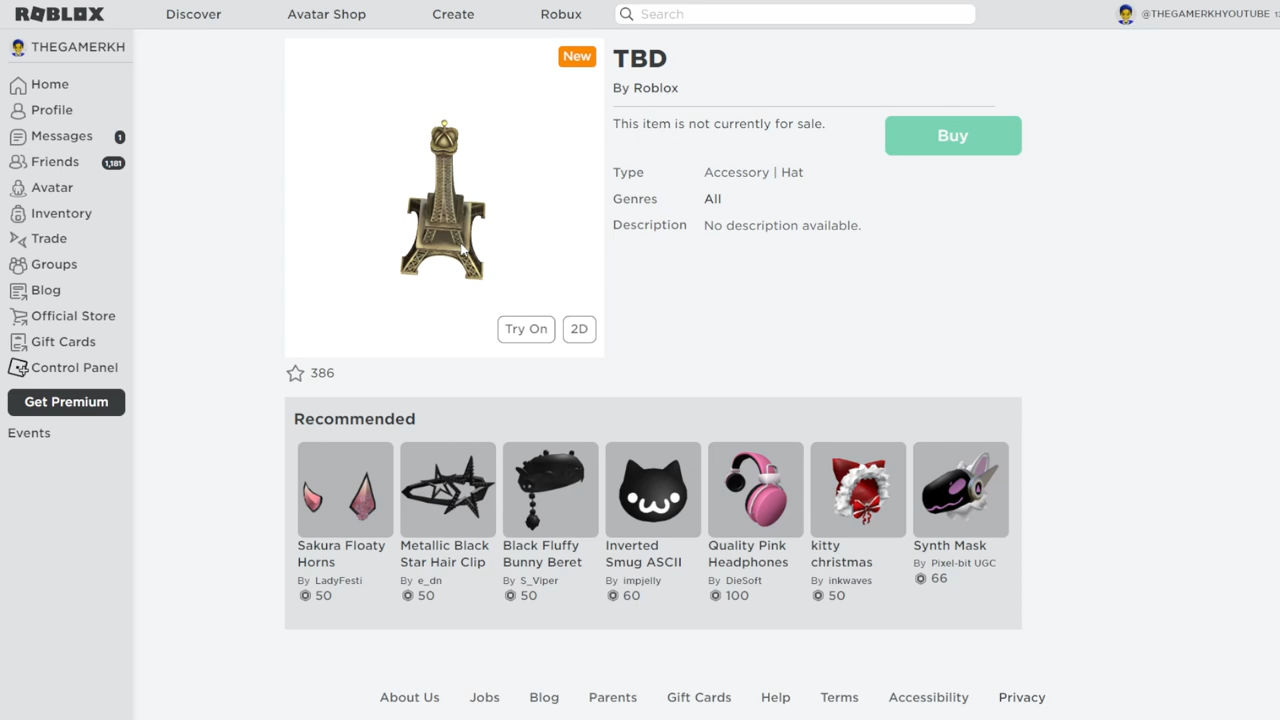 ROBLOX
Discover
Avatar Shop
Create
Robux
Search
@THEGAMERKHYOUTUBE
THEGAMERKH
Home
Profile
Messages 1
Friends 1,181
Avatar
Inventory
Trade
Groups
Blog
Official Store
Gift Cards
Control Panel
Get Premium
Events
New
Try On
2D
386
TBD
By Roblox
This item is not currently for sale.
Buy
Type Accessory | Hat
Genres All
Description No description available.
Recommended
Sakura Floaty
Horns
By LadyFesti
50
Metallic Black
Star Hair Clip
By e_dn
50
Black Fluffy
Bunny Beret
By S_Viper
50
Inverted
Smug ASCII
By impjelly
60
Quality Pink
Headphones
By DieSoft
100
kitty
christmas
By inkwaves
50
Synth Mask
By Pixel-bit UGC
66
About Us
Jobs
Blog
Parents
Gift Cards
Help
Terms
Accessibility
Privacy